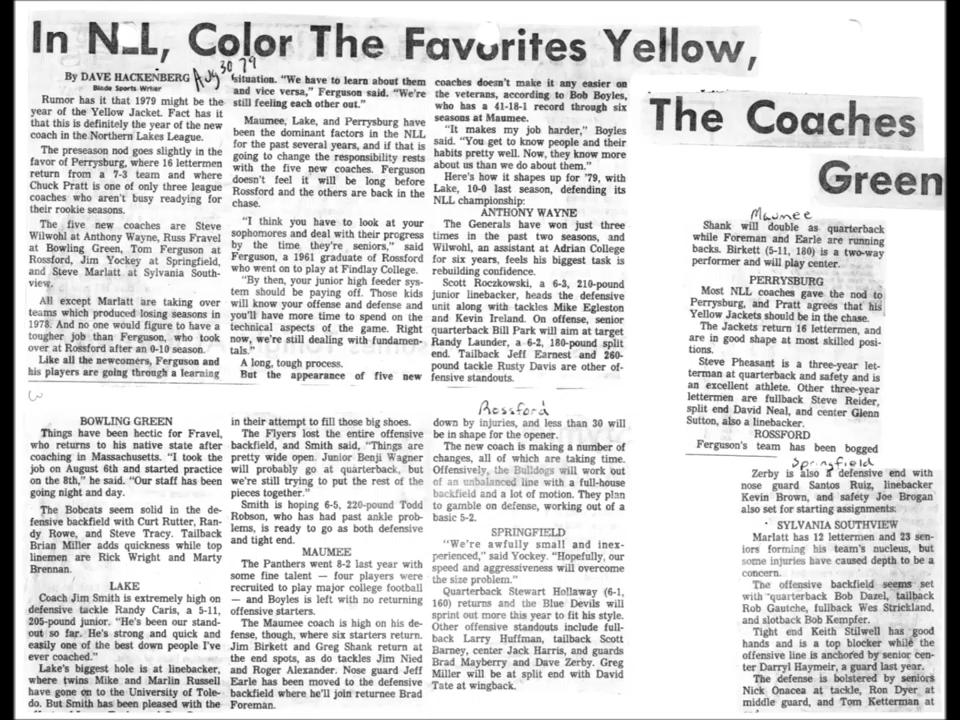 In N_L, Color The Favorites Yellow,
The Coaches
Green
Aug 30 79
By DAVE HACKENBERG
Blade Sports Writer
Rumor has it that 1979 might be the
year of the Yellow Jacket. Fact has it
that this is definitely the year of the new
coach in the Northern Lakes League.
The preseason nod goes slightly in the
favor of Perrysburg, where 16 lettermen
return from a 7-3 team and where
Chuck Pratt is one of only three league
coaches who aren't busy readying for
their rookie seasons.
The five new coaches are Steve
Wilwohl at Anthony Wayne, Russ Fravel
at Bowling Green, Tom Ferguson at
Rossford, Jim Yockey at Springfield,
and Steve Marlatt at Sylvania South-
view.
All except Marlatt are taking over
teams which produced losing seasons in
1978. And no one would figure to have a
tougher job than Ferguson, who took
over at Rossford after an 0-10 season.
Like all the newcomers, Ferguson and
his players are going through a learning
situation. "We have to learn about them
and vice versa," Ferguson said. "We're
still feeling each other out."
Maumee, Lake, and Perrysburg have
been the dominant factors in the NLL
for the past several years, and if that is
going to change the responsibility rests
with the five new coaches. Ferguson
doesn't feel it will be long before
Rossford and the others are back in the
chase.
"I think you have to look at your
sophomores and deal with their progress
by the time they're seniors," said
Ferguson, a 1961 graduate of Rossford
who went on to play at Findlay College.
"By then, your junior high feeder sys-
tem should be paying off. Those kids
will know your offense and defense and
you'll have more time to spend on the
technical aspects of the game. Right
now, we're still dealing with fundamen-
tals."
A long, tough process.
But the appearance of five new
coaches doesn't make it any easier on
the veterans, according to Bob Boyles,
who has a 41-18-1 record through six
seasons at Maumee.
"It makes my job harder," Boyles
said. "You get to know people and their
habits pretty well. Now, they know more
about us than we do about them."
Here's how it shapes up for '79, with
Lake, 10-0 last season, defending its
NLL championship:
ANTHONY WAYNE
The Generals have won just three
times in the past two seasons, and
Wilwohl, an assistant at Adrian College
for six years, feels his biggest task is
rebuilding confidence.
Scott Roczkowski, a 6-3, 210-pound
junior linebacker, heads the defensive
unit along with tackles Mike Egleston
and Kevin Ireland. On offense, senior
quarterback Bill Park will aim at target
Randy Launder, a 6-2, 180-pound split
end. Tailback Jeff Earnest and 260-
pound tackle Rusty Davis are other of-
fensive standouts.
BOWLING GREEN
Things have been hectic for Fravel,
who returns to his native state after
coaching in Massachusetts. "I took the
job on August 6th and started practice
on the 8th," he said. "Our staff has been
going night and day.
The Bobcats seem solid in the de-
fensive backfield with Curt Rutter, Ran-
dy Rowe, and Steve Tracy. Tailback
Brian Miller adds quickness while top
linemen are Rick Wright and Marty
Brennan.
LAKE
Coach Jim Smith is extremely high on
defensive tackle Randy Caris, a 5-11,
205-pound junior. "He's been our stand-
out so far. He's strong and quick and
easily one of the best down people I've
ever coached."
Lake's biggest hole is at linebacker,
where twins Mike and Marlin Russell
have gone on to the University of Tole-
do. But Smith has been pleased with the
in their attempt to fill those big shoes.
The Flyers lost the entire offensive
backfield, and Smith said, "Things are
pretty wide open. Junior Benji Wagner
will probably go at quarterback, but
we're still trying to put the rest of the
pieces together."
Smith is hoping 6-5, 220-pound Todd
Robson, who has had past ankle prob-
lems, is ready to go as both defensive
and tight end.
MAUMEE
The Panthers went 8-2 last year with
some fine talent — four players were
recruited to play major college football
— and Boyles is left with no returning
offensive starters.
The Maumee coach is high on his de-
fense, though, where six starters return.
Jim Birkett and Greg Shank return at
the end spots, as do tackles Jim Nied
and Roger Alexander. Nose guard Jeff
Earle has been moved to the defensive
backfield where he'll join returnee Brad
Foreman.
Rossford
down by injuries, and less than 30 will
be in shape for the opener.
The new coach is making a number of
changes, all of which are taking time.
Offensively, the Bulldogs will work out
of an unbalanced line with a full-house
backfield and a lot of motion. They plan
to gamble on defense, working out of a
basic 5-2.
SPRINGFIELD
"We're awfully small and inex-
perienced," said Yockey. "Hopefully, our
speed and aggressiveness will overcome
the size problem."
Quarterback Stewart Hollaway (6-1,
160) returns and the Blue Devils will
sprint out more this year to fit his style.
Other offensive standouts include full-
back Larry Huffman, tailback Scott
Barney, center Jack Harris, and guards
Brad Mayberry and Dave Zerby. Greg
Miller will be at split end with David
Tate at wingback.
Maumee
Shank will double as quarterback
while Foreman and Earle are running
backs. Birkett (5-11, 180) is a two-way
performer and will play center.
PERRYSBURG
Most NLL coaches gave the nod to
Perrysburg, and Pratt agrees that his
Yellow Jackets should be in the chase.
The Jackets return 16 lettermen, and
are in good shape at most skilled posi-
tions.
Steve Pheasant is a three-year let-
terman at quarterback and safety and is
an excellent athlete. Other three-year
lettermen are fullback Steve Reider,
split end David Neal, and center Glenn
Sutton, also a linebacker.
ROSSFORD
Ferguson's team has been bogged
Springfield
Zerby is also a defensive end with
nose guard Santos Ruiz, linebacker
Kevin Brown, and safety Joe Brogan
also set for starting assignments.
SYLVANIA SOUTHVIEW
Marlatt has 12 lettermen and 23 sen-
iors forming his team's nucleus, but
some injuries have caused depth to be a
concern.
The offensive backfield seems set
with quarterback Bob Dazel, tailback
Rob Gautche, fullback Wes Strickland,
and slotback Bob Kempfer.
Tight end Keith Stilwell has good
hands and is a top blocker while the
offensive line is anchored by senior cen-
ter Darryl Haymeir, a guard last year.
The defense is bolstered by seniors
Nick Onacea at tackle, Ron Dyer at
middle guard, and Tom Ketterman at